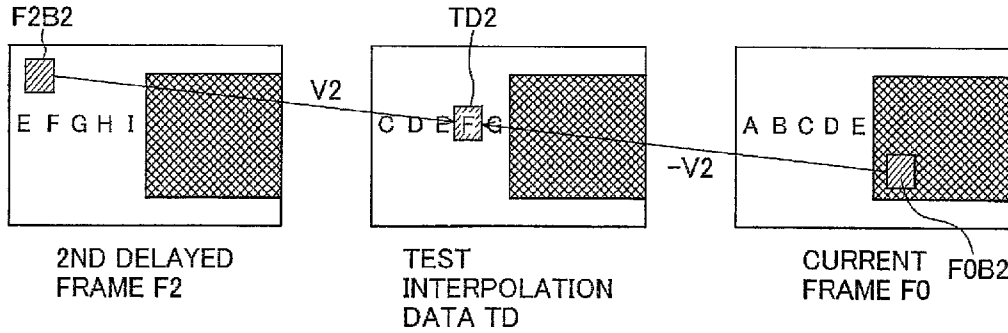 F2B2
TD2
V2
E F G H I
C D E F G
A B C D E
-V2
F0B2
2ND DELAYED
FRAME F2
TEST
INTERPOLATION
DATA TD
CURRENT
FRAME F0